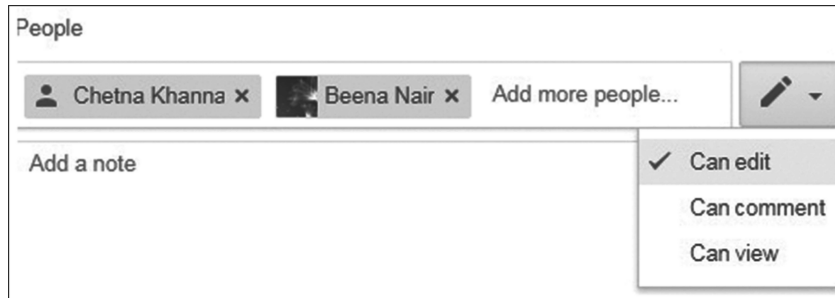 People
Chetna Khanna × Beena Nair × Add more people...
Add a note
✓ Can edit
Can comment
Can view